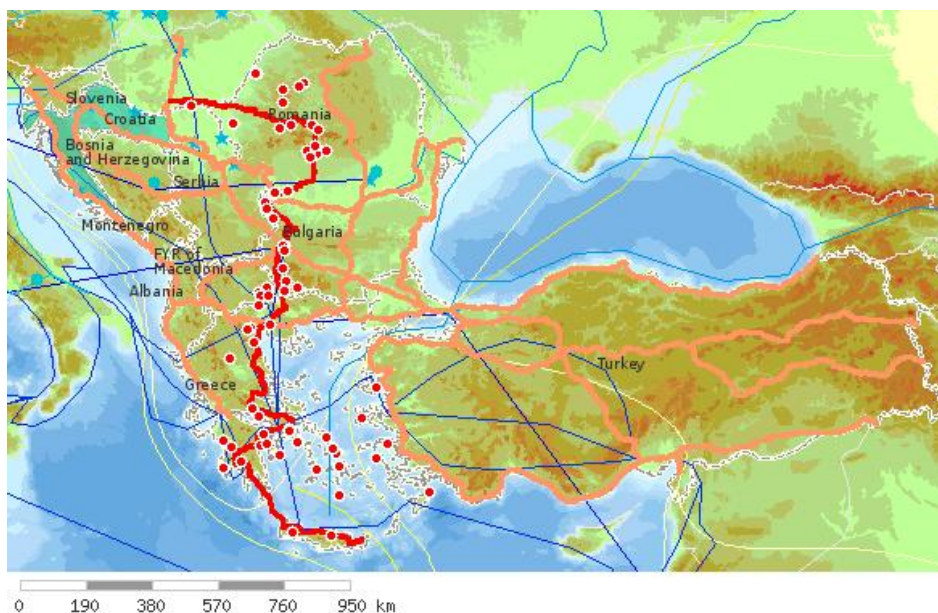 Slovenia
Croatia
Romania
Bosnia
and Herzegovina
Serbia
Montenegro
Bulgaria
FYR of
Macedonia
Albania
Turkey
Greece
0 190 380 570 760 950 km